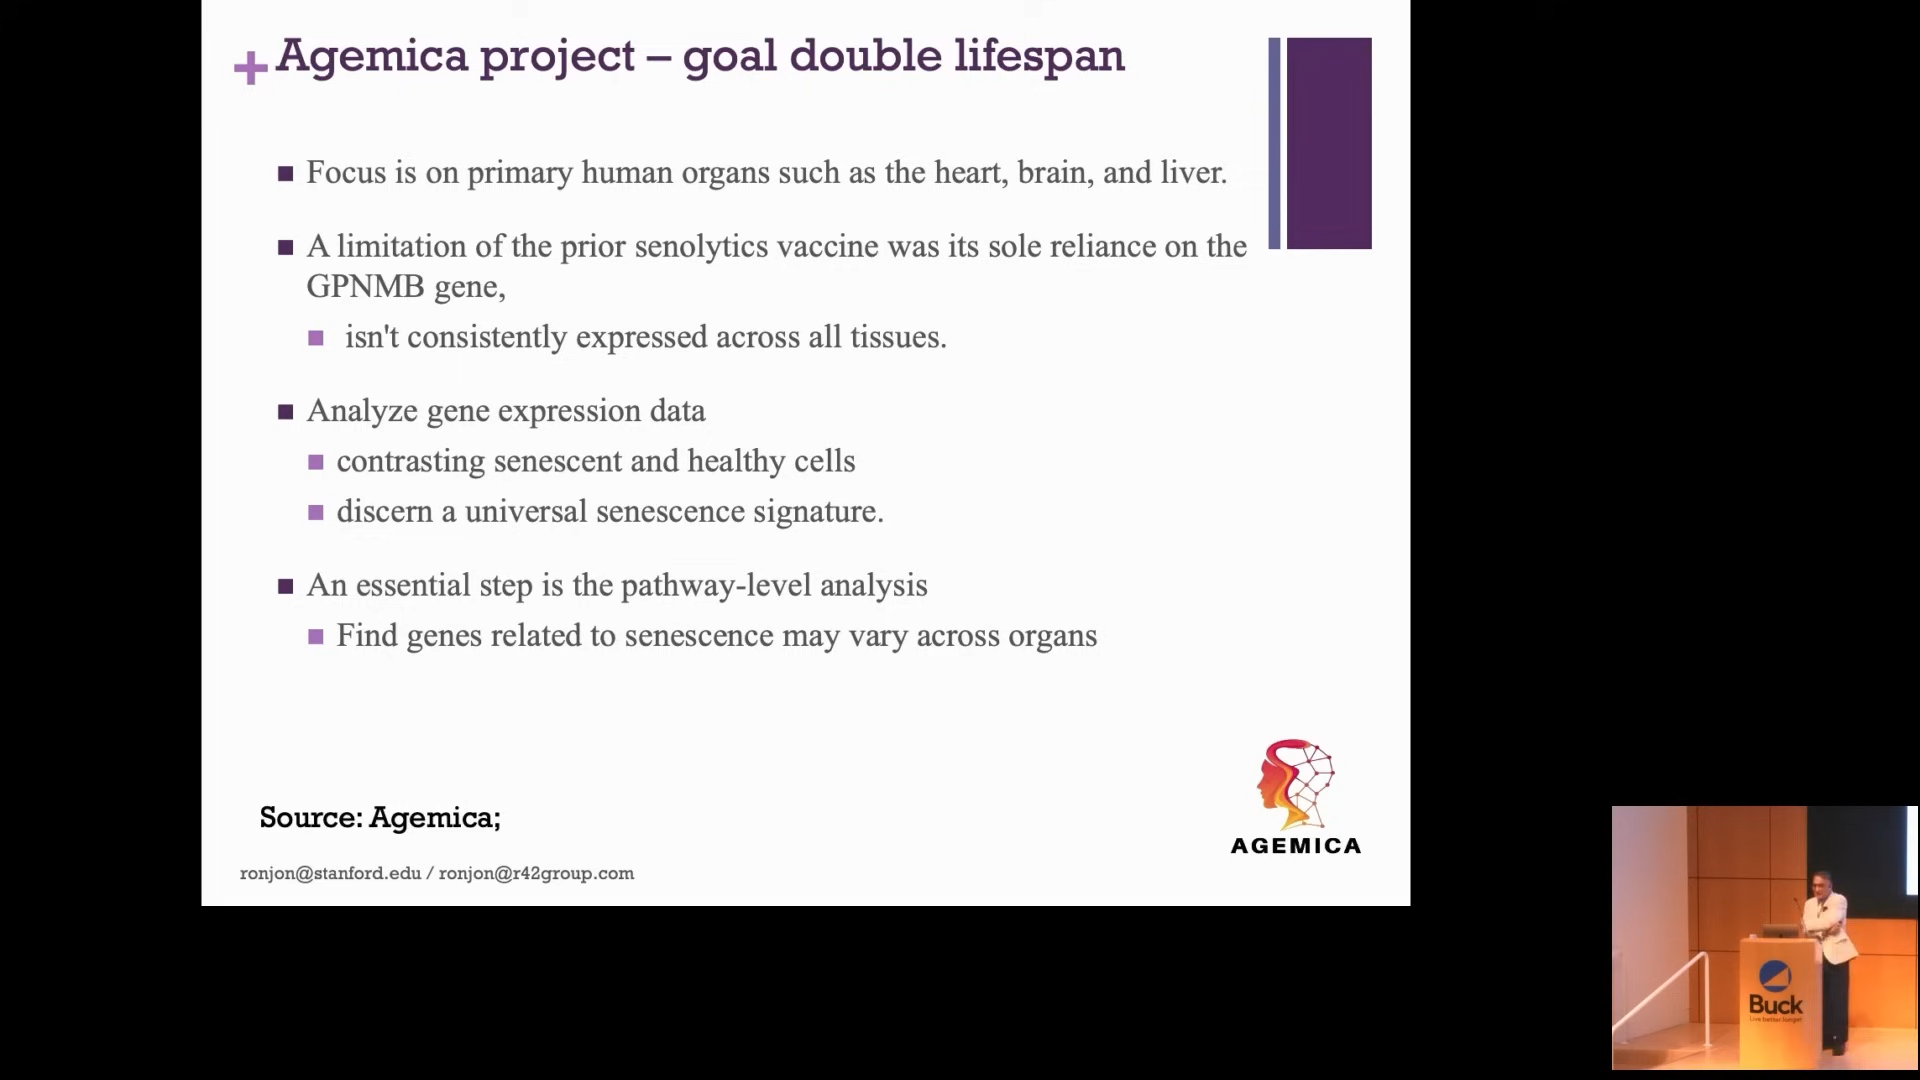 Agemica project – goal double lifespan
Focus is on primary human organs such as the heart, brain, and liver.
A limitation of the prior senolytics vaccine was its sole reliance on the
GPNMB gene,
isn't consistently expressed across all tissues.
Analyze gene expression data
contrasting senescent and healthy cells
discern a universal senescence signature.
An essential step is the pathway-level analysis
Find genes related to senescence may vary across organs
AGEMICA
Source: Agemica;
ronjon@stanford.edu / ronjon@r42group.com
Buck
Live better longer